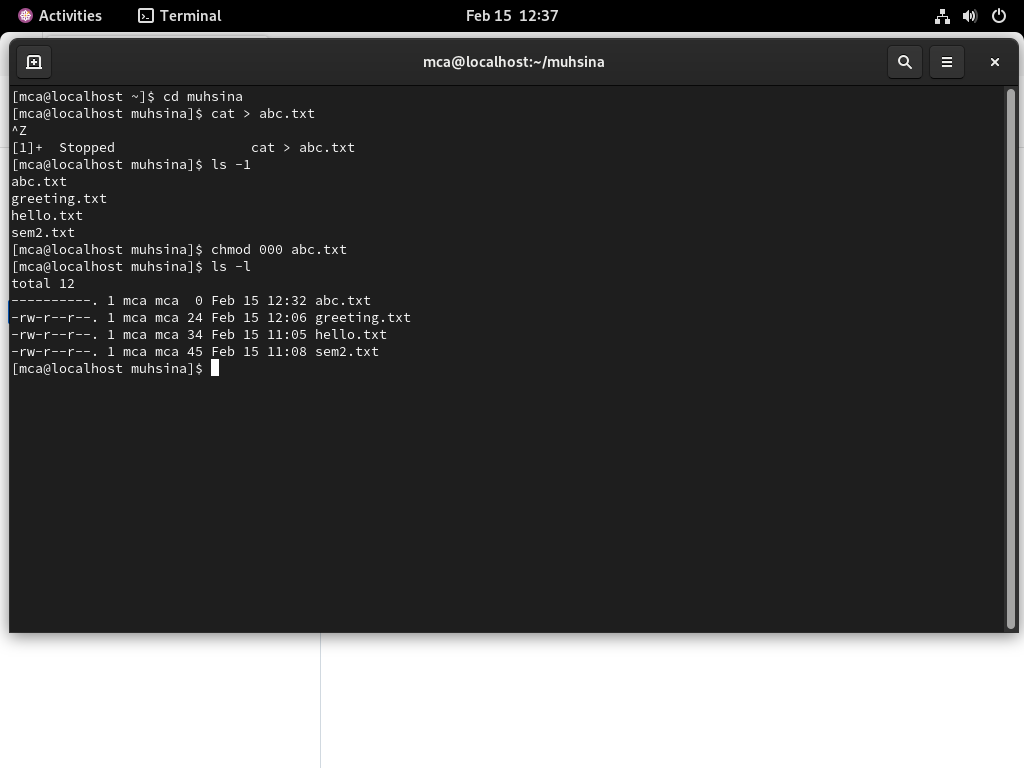 Activities Terminal Feb 15 12:37
mca@localhost:~/muhsina
[mca@localhost ~]$ cd muhsina
[mca@localhost muhsina]$ cat > abc.txt
^Z
[1]+  Stopped                 cat > abc.txt
[mca@localhost muhsina]$ ls -1
abc.txt
greeting.txt
hello.txt
sem2.txt
[mca@localhost muhsina]$ chmod 000 abc.txt
[mca@localhost muhsina]$ ls -l
total 12
----------. 1 mca mca  0 Feb 15 12:32 abc.txt
-rw-r--r--. 1 mca mca 24 Feb 15 12:06 greeting.txt
-rw-r--r--. 1 mca mca 34 Feb 15 11:05 hello.txt
-rw-r--r--. 1 mca mca 45 Feb 15 11:08 sem2.txt
[mca@localhost muhsina]$